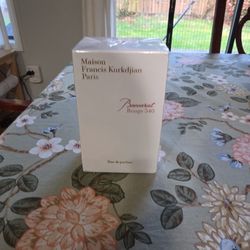 Maison
Francis Kurkdjian
Paris
Baccarat
Rouge 540
Eau de parfum